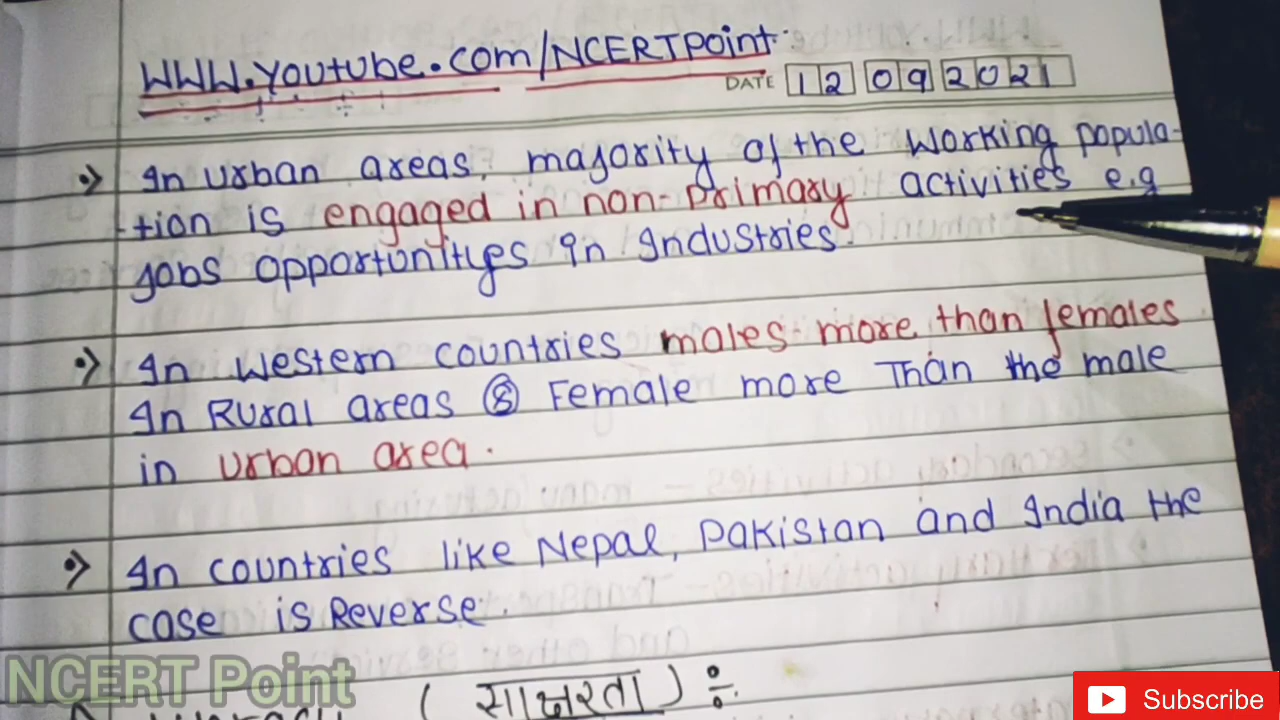 WWW.Youtube.com/NCERTPoint
DATE 12 09 2021
In urban areas, majority of the working popula-
tion is engaged in non-primary activities e.g
jobs opportunityes in Industries.
In western countries males more than females
In Rural areas & Female more Than the male
in urban area.
In countries like Nepal, Pakistan and India the
case is Reverse.
NCERT Point
(साक्षरता)
Subscribe